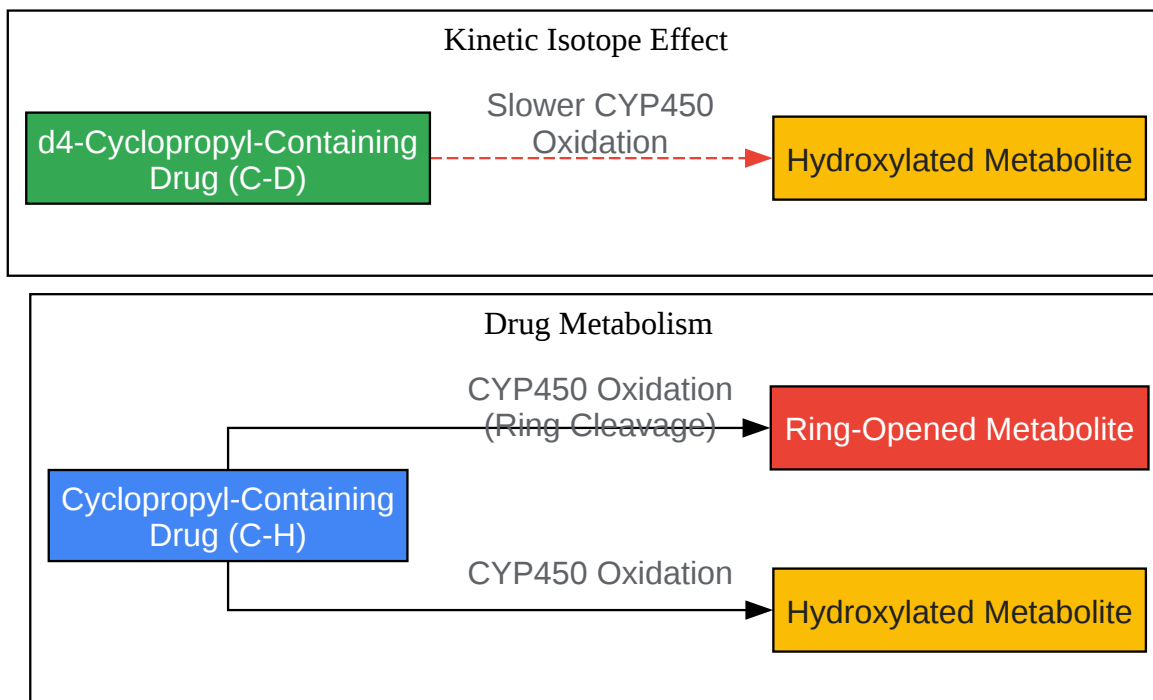 Kinetic Isotope Effect
d4-Cyclopropyl-Containing
Drug (C-D)
Slower CYP450
Oxidation
Hydroxylated Metabolite
Drug Metabolism
Cyclopropyl-Containing
Drug (C-H)
CYP450 Oxidation
(Ring Cleavage)
Ring-Opened Metabolite
CYP450 Oxidation
Hydroxylated Metabolite